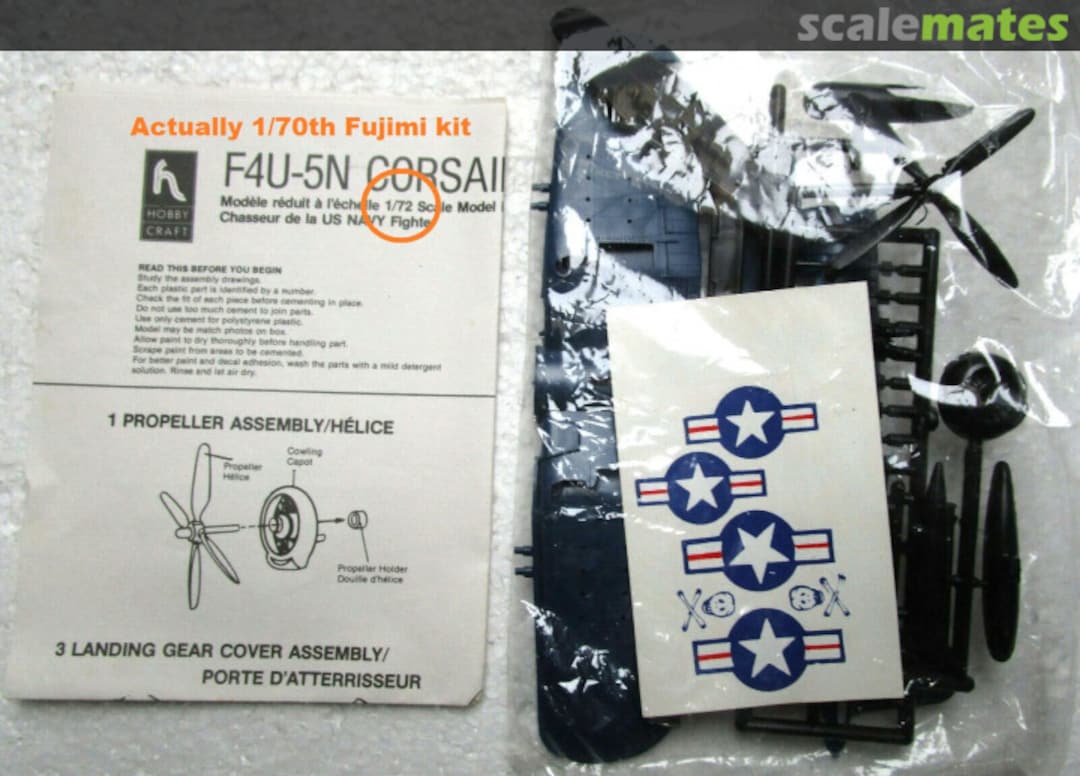 scalemates
Actually 1/70th Fujimi kit
HOBBY
CRAFT
F4U-5N CORSAI
Modèle réduit à l'échelle 1/72 Scale Model
Chasseur de la US NAVY Fighte
READ THIS BEFORE YOU BEGIN
Study the assembly drawings.
Each plastic part is identified by a number.
Check the fit of each piece before cementing in place.
Do not use too much cement to join parts.
Use only cement for polystyrene plastic.
Model may be match photos on box.
Allow paint to dry thoroughly before handling part.
Scrape paint from areas to be cemented.
For better paint and decal adhesion, wash the parts with a mild detergent
solution. Rinse and let air dry.
1 PROPELLER ASSEMBLY/HÉLICE
Cowling
Capot
Propeller
Hélice
Propeller Holder
Douille d'hélice
3 LANDING GEAR COVER ASSEMBLY/
PORTE D'ATTERRISSEUR